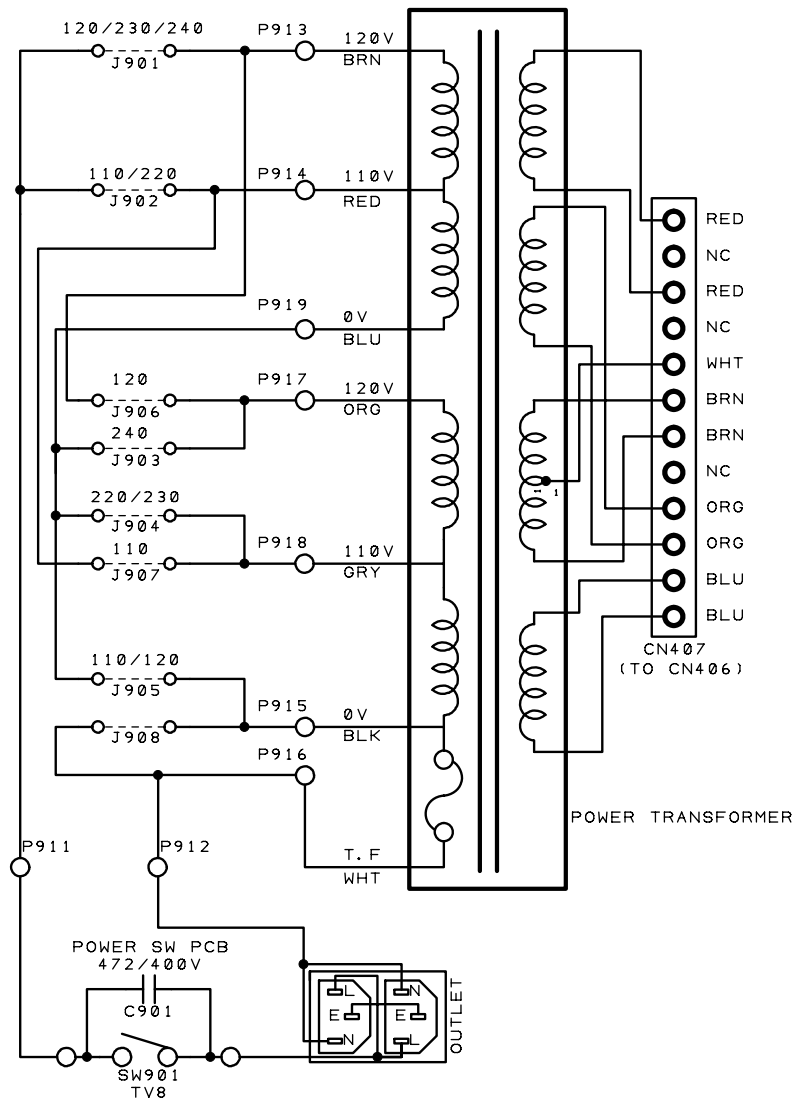 120/230/240
P913
120V
J901
BRN
110/220
P914
110V
J902
RED
RED
NC
RED
P919
0V
BLU
NC
WHT
120
P917
120V
J906
ORG
BRN
240
J903
BRN
NC
220/230
1 1
J904
ORG
110
P918
110V
J907
GRY
ORG
BLU
BLU
CN407
(TO CN406)
110/120
J905
P915
0V
J908
BLK
P916
POWER TRANSFORMER
P911
P912
T.F
WHT
POWER SW PCB
472/400V
C901
L
N
E
E
N
L
OUTLET
SW901
TV8